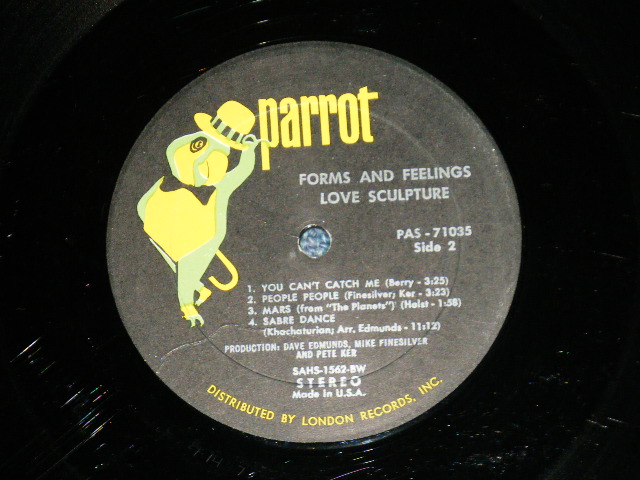 parrot
FORMS AND FEELINGS
LOVE SCULPTURE
PAS - 71035
Side 2
1. YOU CAN'T CATCH ME (Berry - 3:25)
2. PEOPLE PEOPLE (Finesilver; Ker - 3:23)
3. MARS (from "The Planets") (Holst - 1:58)
4. SABRE DANCE
(Khachaturian; Arr. Edmunds - 11:12)
PRODUCTION: DAVE EDMUNDS, MIKE FINESILVER
AND PETE KER
SAHS-1562-BW
STEREO
Made in U.S.A.
DISTRIBUTED BY LONDON RECORDS, INC.